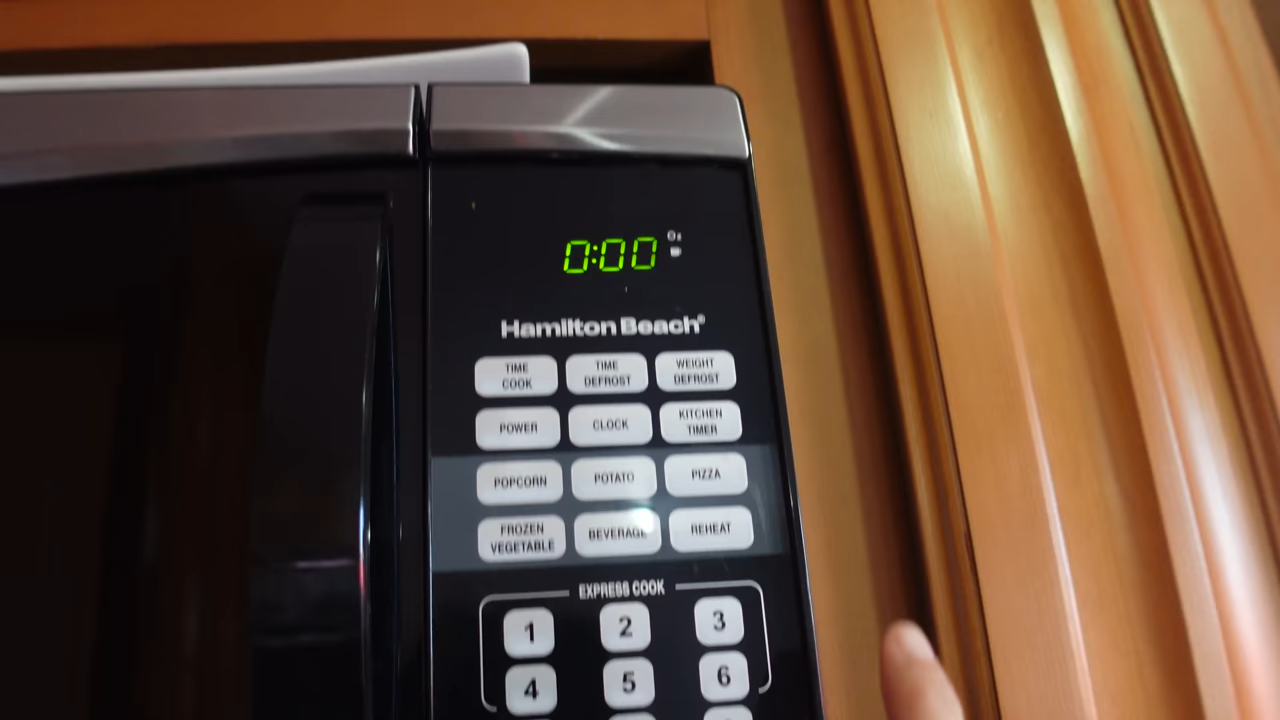 0:00
Hamilton Beach®
TIME COOK
TIME DEFROST
WEIGHT DEFROST
POWER
CLOCK
KITCHEN TIMER
POPCORN
POTATO
PIZZA
FROZEN VEGETABLE
BEVERAGE
REHEAT
EXPRESS COOK
1
2
3
4
5
6